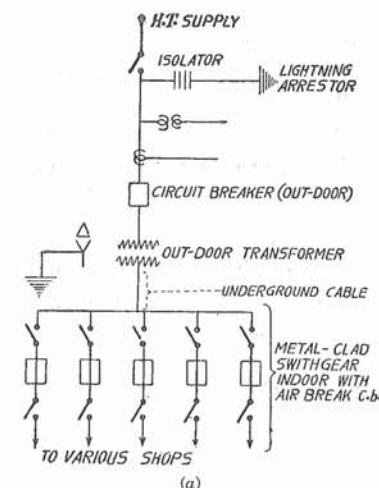 H.T. SUPPLY
ISOLATOR
LIGHTNING
ARRESTOR
CIRCUIT BREAKER (OUT-DOOR)
OUT-DOOR TRANSFORMER
UNDERGROUND CABLE
METAL-CLAD
SWITHGEAR
INDOOR WITH
AIR BREAK C.b.
TO VARIOUS SHOPS
(a)